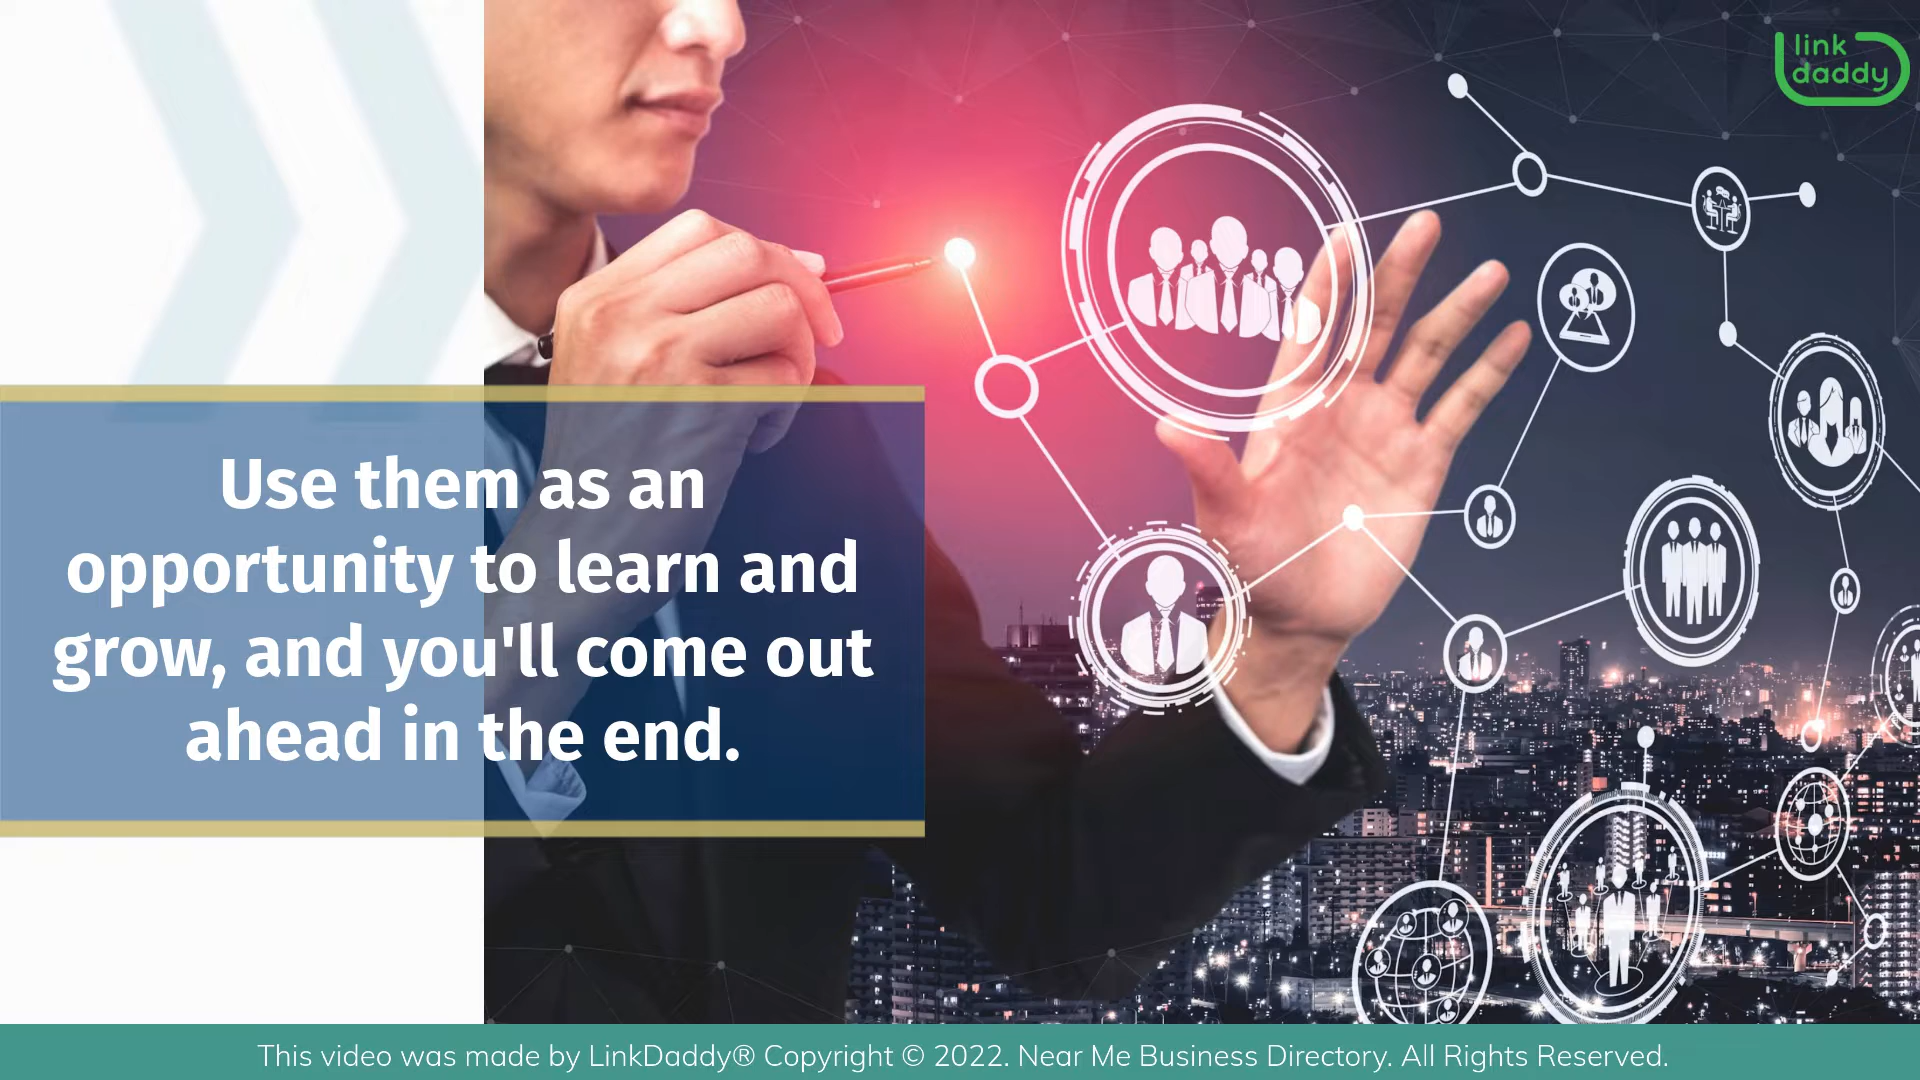 link
daddy
Use them as an
opportunity to learn and
grow, and you'll come out
ahead in the end.
This video was made by LinkDaddy® Copyright © 2022. Near Me Business Directory. All Rights Reserved.